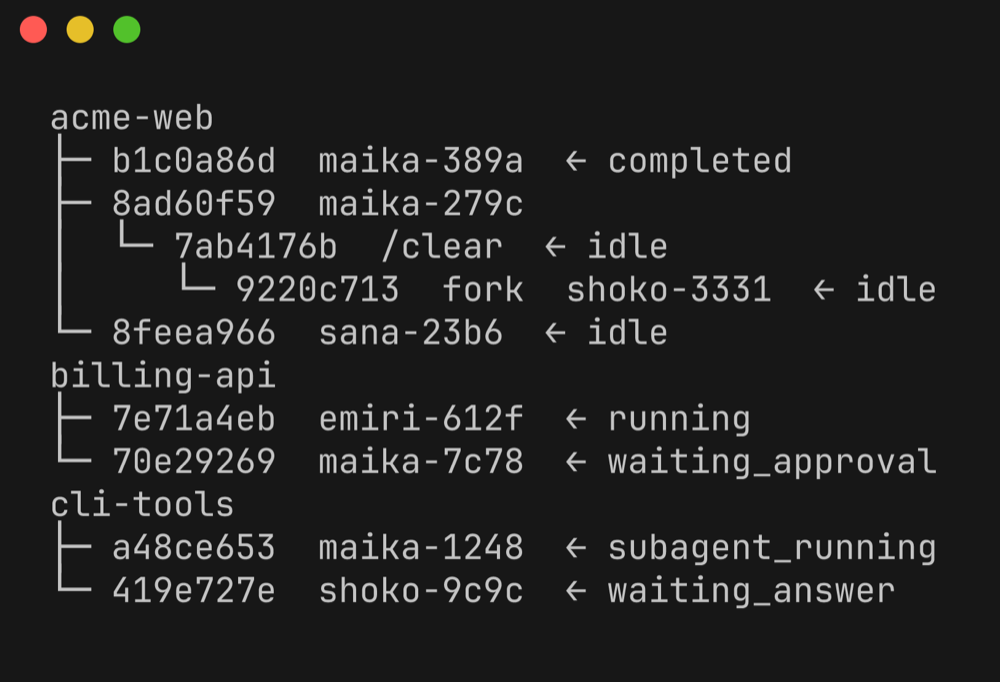 acme-web
├─ b1c0a86d  maika-389a  ← completed
├─ 8ad60f59  maika-279c
│  └─ 7ab4176b  /clear  ← idle
│     └─ 9220c713  fork  shoko-3331  ← idle
└─ 8feea966  sana-23b6  ← idle
billing-api
├─ 7e71a4eb  emiri-612f  ← running
└─ 70e29269  maika-7c78  ← waiting_approval
cli-tools
├─ a48ce653  maika-1248  ← subagent_running
└─ 419e727e  shoko-9c9c  ← waiting_answer